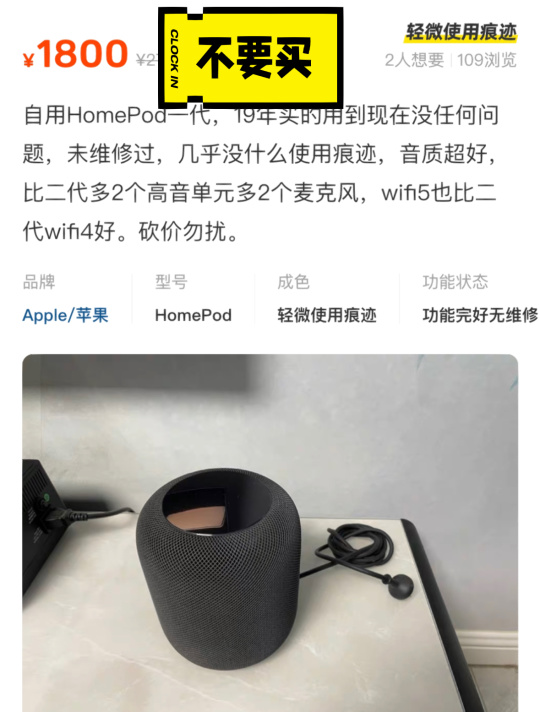 ¥1800
CLOCK IN
不要买
轻微使用痕迹
2人想要 | 109浏览
自用HomePod一代，19年买的用到现在没任何问
题，未维修过，几乎没什么使用痕迹，音质超好，
比二代多2个高音单元多2个麦克风，wifi5也比二
代wifi4好。砍价勿扰。
品牌 型号 成色 功能状态
Apple/苹果 HomePod 轻微使用痕迹 功能完好无维修